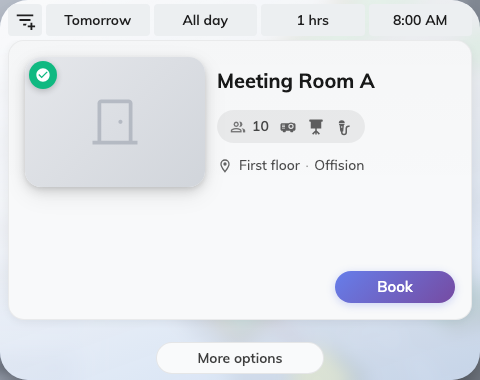 Tomorrow
All day
1 hrs
8:00 AM
Meeting Room A
10
First floor · Offision
Book
More options